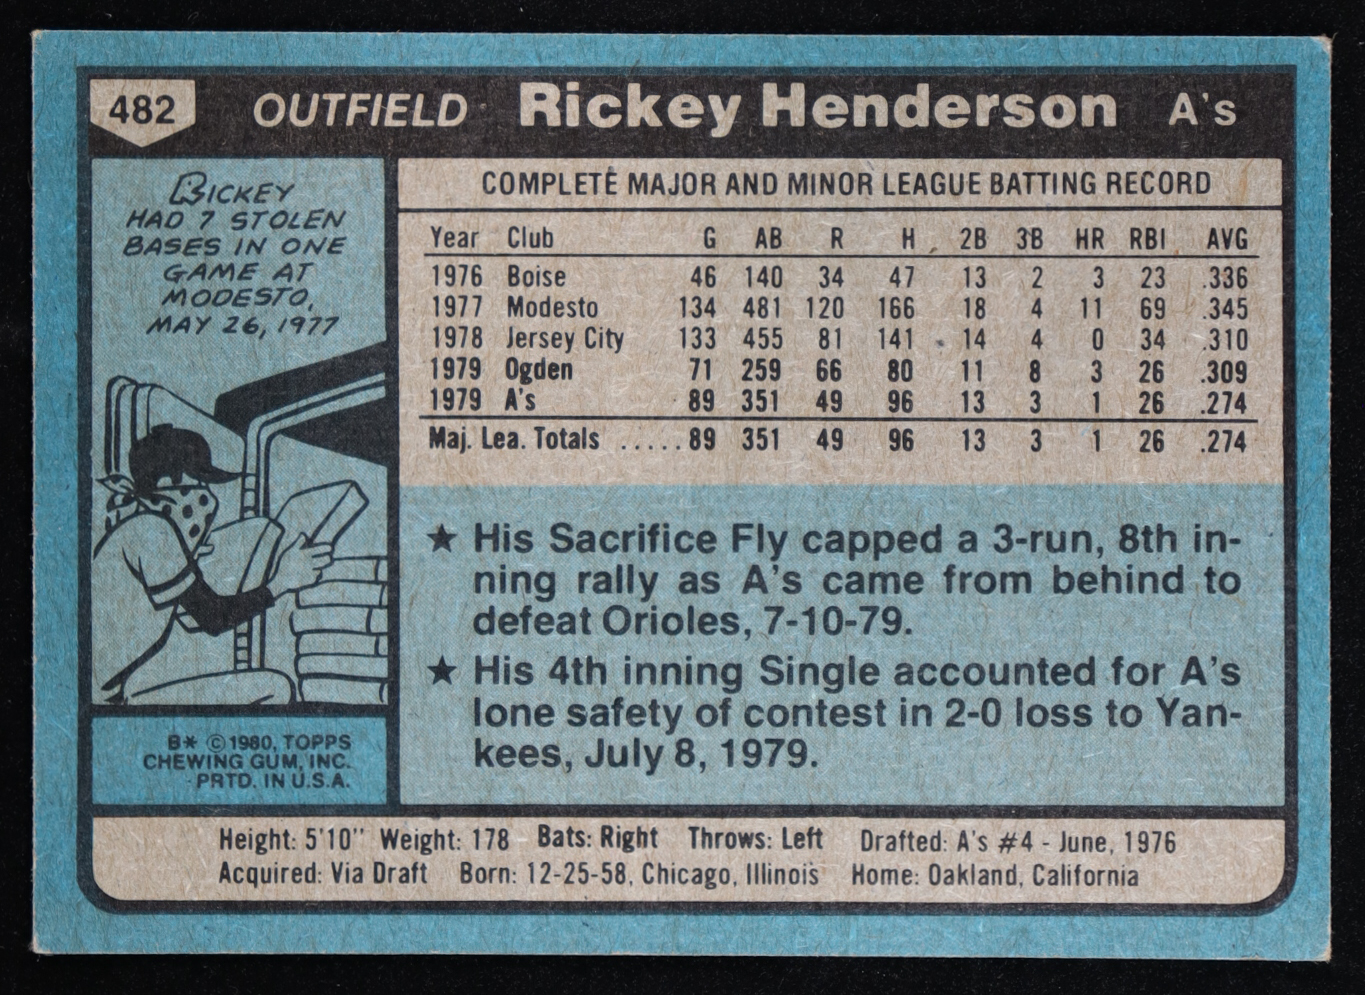 482 OUTFIELD Rickey Henderson A's
RICKEY
HAD 7 STOLEN
BASES IN ONE
GAME AT
MODESTO,
MAY 26, 1977
COMPLETE MAJOR AND MINOR LEAGUE BATTING RECORD
Year Club G AB R H 2B 3B HR RBI AVG
1976 Boise 46 140 34 47 13 2 3 23 .336
1977 Modesto 134 481 120 166 18 4 11 69 .345
1978 Jersey City 133 455 81 141 14 4 0 34 .310
1979 Ogden 71 259 66 80 11 8 3 26 .309
1979 A's 89 351 49 96 13 3 1 26 .274
Maj. Lea. Totals ..... 89 351 49 96 13 3 1 26 .274
★ His Sacrifice Fly capped a 3-run, 8th in-
ning rally as A's came from behind to
defeat Orioles, 7-10-79.
★ His 4th inning Single accounted for A's
lone safety of contest in 2-0 loss to Yan-
kees, July 8, 1979.
B* © 1980, TOPPS
CHEWING GUM, INC.
PRTD. IN U.S.A.
Height: 5'10" Weight: 178 Bats: Right Throws: Left Drafted: A's #4 - June, 1976
Acquired: Via Draft Born: 12-25-58, Chicago, Illinois Home: Oakland, California